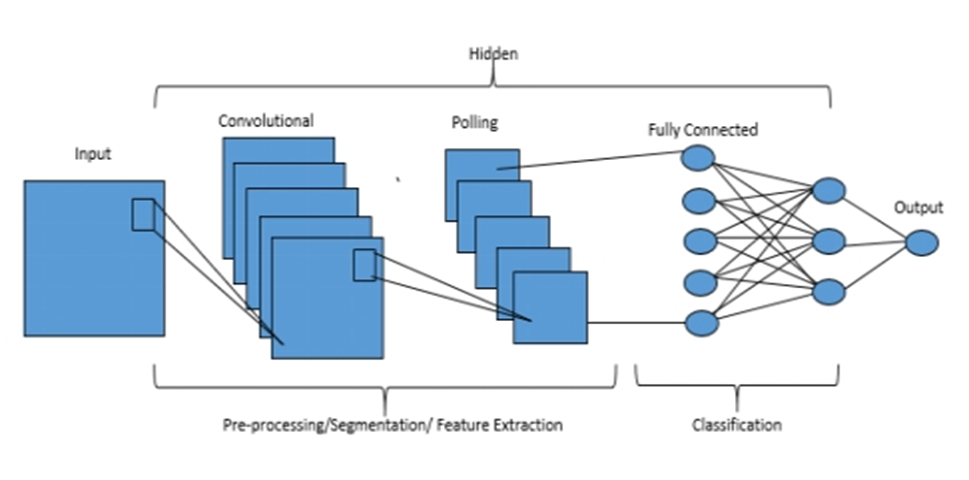 Hidden
Convolutional
Polling
Fully Connected
Input
Output
Pre-processing/Segmentation/ Feature Extraction
Classification